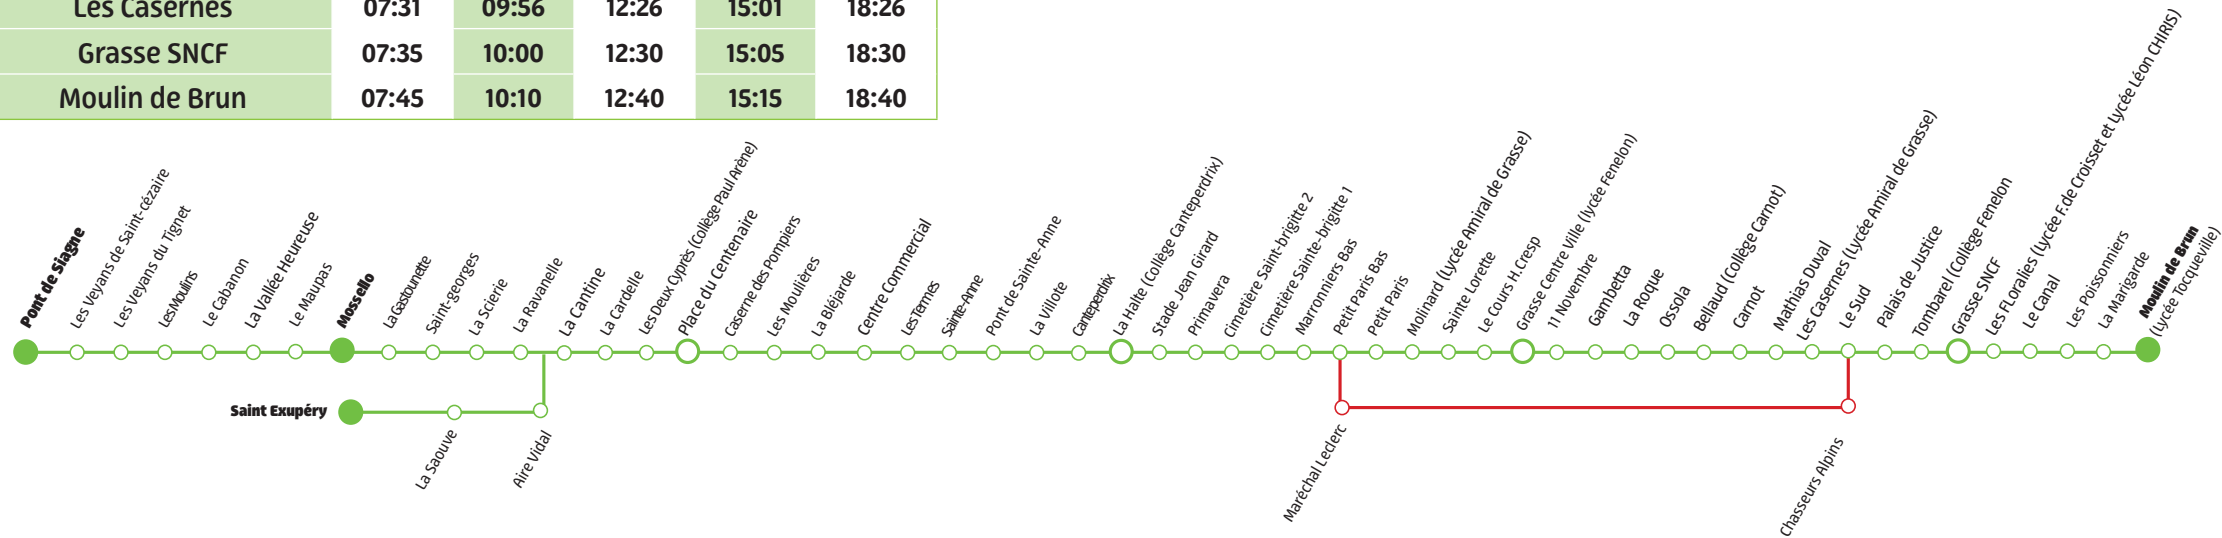 Les Casernes 07:31 09:56 12:26 15:01 18:26
Grasse SNCF 07:35 10:00 12:30 15:05 18:30
Moulin de Brun 07:45 10:10 12:40 15:15 18:40
Pont de Siagne
Les Veyans de Saint-cézaire
Les Veyans du Tignet
Les Moulins
Le Cabanon
La Vallée Heureuse
Le Maupas
Mossello
La Gastounette
Saint-georges
La Scierie
La Ravanelle
La Cantine
La Cardelle
Les Deux Cyprès (Collège Paul Arène)
Place du Centenaire
Caserne des Pompiers
Les Moulières
La Bléjarde
Centre Commercial
Les Termes
Sainte-Anne
Pont de Sainte-Anne
La Villote
Canteperdrix
La Halte (Collège Canteperdrix)
Stade Jean Girard
Primavera
Cimetière Saint-brigitte 2
Cimetière Sainte-brigitte 1
Marronniers Bas
Petit Paris Bas
Petit Paris
Molinard (Lycée Amiral de Grasse)
Sainte Lorette
Le Cours H.Cresp
Grasse Centre Ville (lycée Fenelon)
11 Novembre
Gambetta
La Roque
Ossola
Bellaud (Collège Carnot)
Carnot
Mathias Duval
Les Casernes (Lycée Amiral de Grasse)
Le Sud
Palais de Justice
Tombarel (Collège Fenelon
Grasse SNCF
Les FLoralies (Lycée F.de Croisset et Lycée Léon CHIRIS)
Le Canal
Les Poissonniers
La Marigarde
Moulin de Brun
(Lycée Tocqueville)
Saint Exupéry
La Saouve
Aire Vidal
Maréchal Leclerc
Chasseurs Alpins